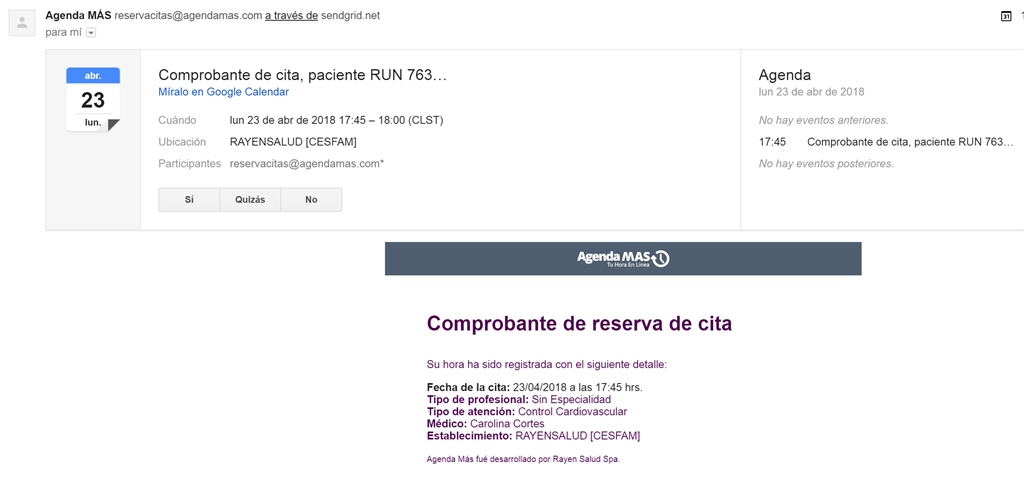 Agenda MÁS reservacitas@agendamas.com a través de sendgrid.net
31 1
para mí
abr.
23
lun.
Comprobante de cita, paciente RUN 763…
Míralo en Google Calendar
Cuándo lun 23 de abr de 2018 17:45 – 18:00 (CLST)
Ubicación RAYENSALUD [CESFAM]
Participantes reservacitas@agendamas.com*
Sí Quizás No
Agenda
lun 23 de abr de 2018
No hay eventos anteriores.
17:45 Comprobante de cita, paciente RUN 763…
No hay eventos posteriores.
Agenda MAS
Tu Hora En Linea
Comprobante de reserva de cita
Su hora ha sido registrada con el siguiente detalle:
Fecha de la cita: 23/04/2018 a las 17:45 hrs.
Tipo de profesional: Sin Especialidad
Tipo de atención: Control Cardiovascular
Médico: Carolina Cortes
Establecimiento: RAYENSALUD [CESFAM]
Agenda Más fué desarrollado por Rayen Salud Spa.